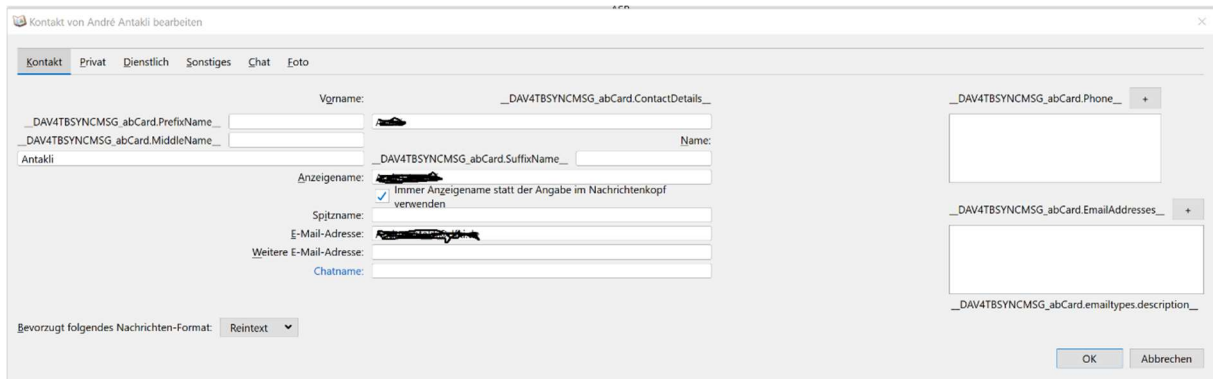 Kontakt von André Antakli bearbeiten
Kontakt Privat Dienstlich Sonstiges Chat Foto
Vorname: __DAV4TBSYNCMSG_abCard.ContactDetails__ __DAV4TBSYNCMSG_abCard.Phone__ +
__DAV4TBSYNCMSG_abCard.PrefixName__
__DAV4TBSYNCMSG_abCard.MiddleName__ Name:
Antakli __DAV4TBSYNCMSG_abCard.SuffixName__
Anzeigename:
Immer Anzeigename statt der Angabe im Nachrichtenkopf
verwenden
Spitzname: __DAV4TBSYNCMSG_abCard.EmailAddresses__ +
E-Mail-Adresse:
Weitere E-Mail-Adresse:
Chatname:
__DAV4TBSYNCMSG_abCard.emailtypes.description__
Bevorzugt folgendes Nachrichten-Format: Reintext
OK Abbrechen